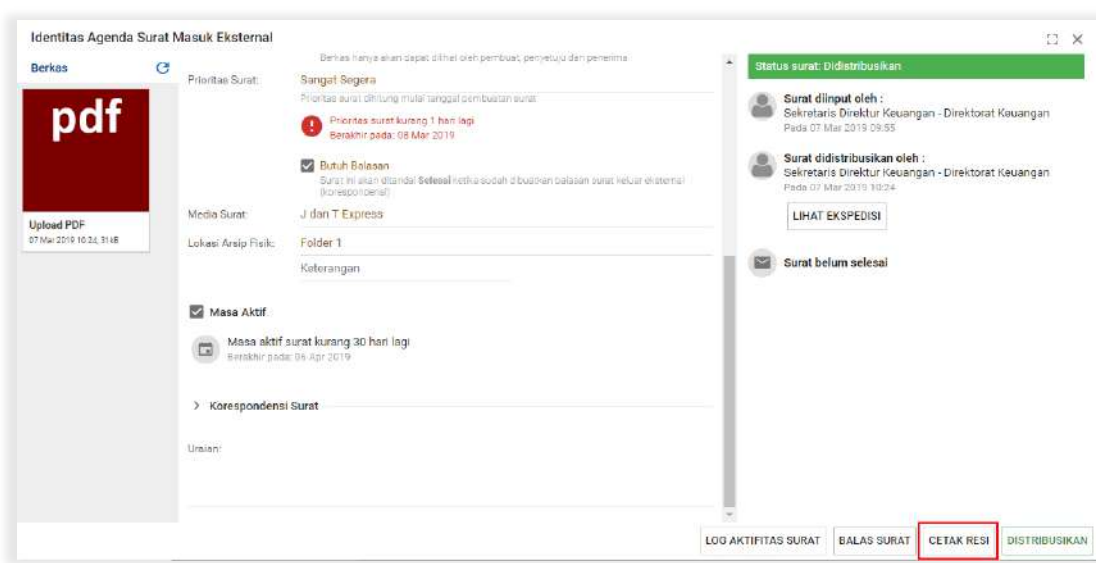 Identitas Agenda Surat Masuk Eksternal
Berkas
pdf
Upload PDF
07 Mar 2019 10:24, 31 kB
Berkas hanya akan dapat dilihat oleh pembuat, penyetuju dan penerima
Prioritas Surat:
Sangat Segera
Prioritas surat dihitung mulai tanggal pembuatan surat
Prioritas surat kurang 1 hari lagi
Berakhir pada: 08 Mar 2019
Butuh Balasan
Surat ini akan ditandai Selesai ketika sudah dibuatkan balasan surat keluar eksternal
(korespondensi)
Media Surat:
J dan T Express
Lokasi Arsip Fisik:
Folder 1
Keterangan
Masa Aktif
Masa aktif surat kurang 30 hari lagi
Berakhir pada: 06 Apr 2019
Korespondensi Surat
Uraian:
Status surat: Didistribusikan
Surat diinput oleh :
Sekretaris Direktur Keuangan - Direktorat Keuangan
Pada 07 Mar 2019 09:55
Surat didistribusikan oleh :
Sekretaris Direktur Keuangan - Direktorat Keuangan
Pada 07 Mar 2019 10:24
LIHAT EKSPEDISI
Surat belum selesai
LOG AKTIFITAS SURAT
BALAS SURAT
CETAK RESI
DISTRIBUSIKAN